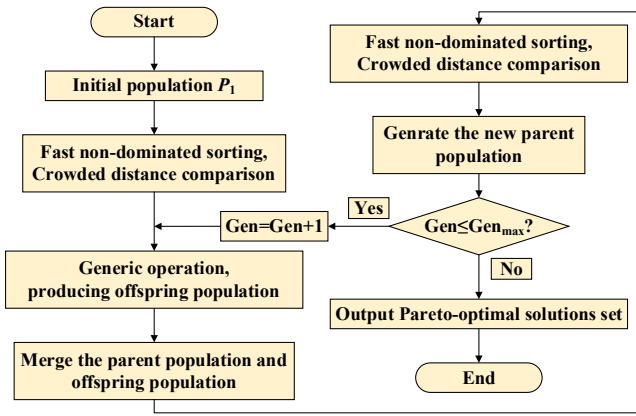 Start
Initial population P1
Fast non-dominated sorting,
Crowded distance comparison
Gen=Gen+1
Generic operation,
producing offspring population
Merge the parent population and
offspring population
Fast non-dominated sorting,
Crowded distance comparison
Genrate the new parent
population
Gen≤Genmax?
Yes
No
Output Pareto-optimal solutions set
End